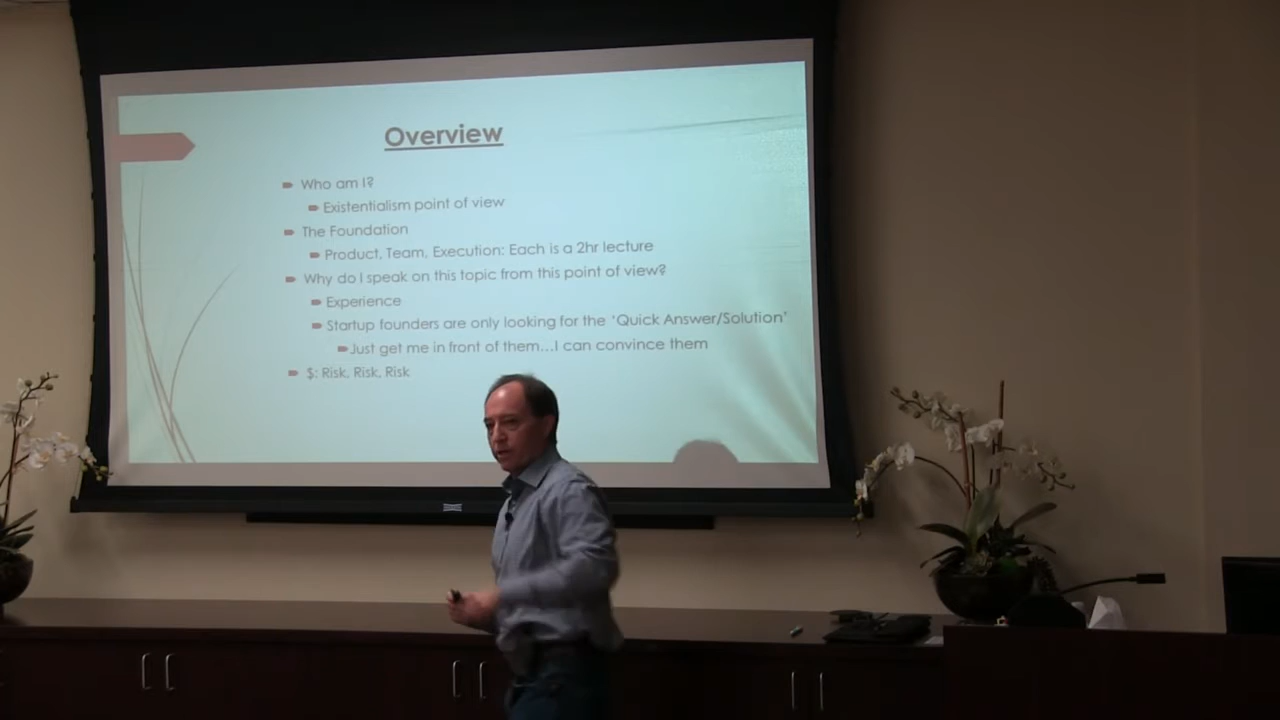 Overview
Who am I?
Existentialism point of view
The Foundation
Product, Team, Execution: Each is a 2hr lecture
Why do I speak on this topic from this point of view?
Experience
Startup founders are only looking for the ‘Quick Answer/Solution’
Just get me in front of them...I can convince them
$: Risk, Risk, Risk